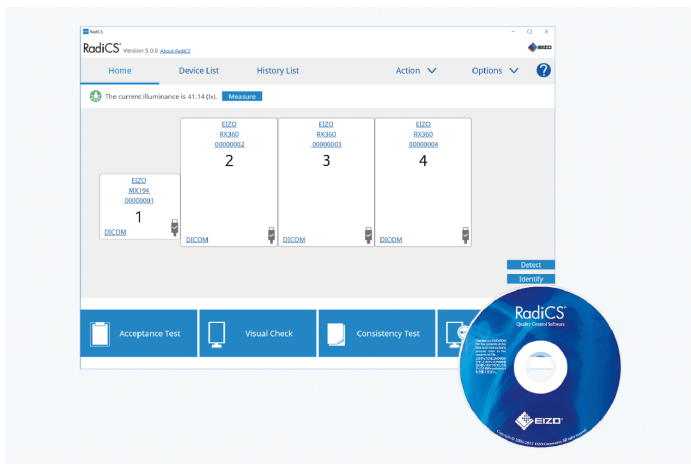 RadiCS
RadiCS® Version 5.0.0 About RadiCS
EIZO
Home Device List History List Action Options ?
The current illuminance is 41.14 (lx). Measure
EIZO
MX194
00000001
1
DICOM
EIZO
RX360
00000002
2
DICOM
EIZO
RX360
00000003
3
DICOM
EIZO
RX360
00000004
4
DICOM
Detect
Identify
Acceptance Test
Visual Check
Consistency Test
RadiCS®
Quality Control Software
EIZO